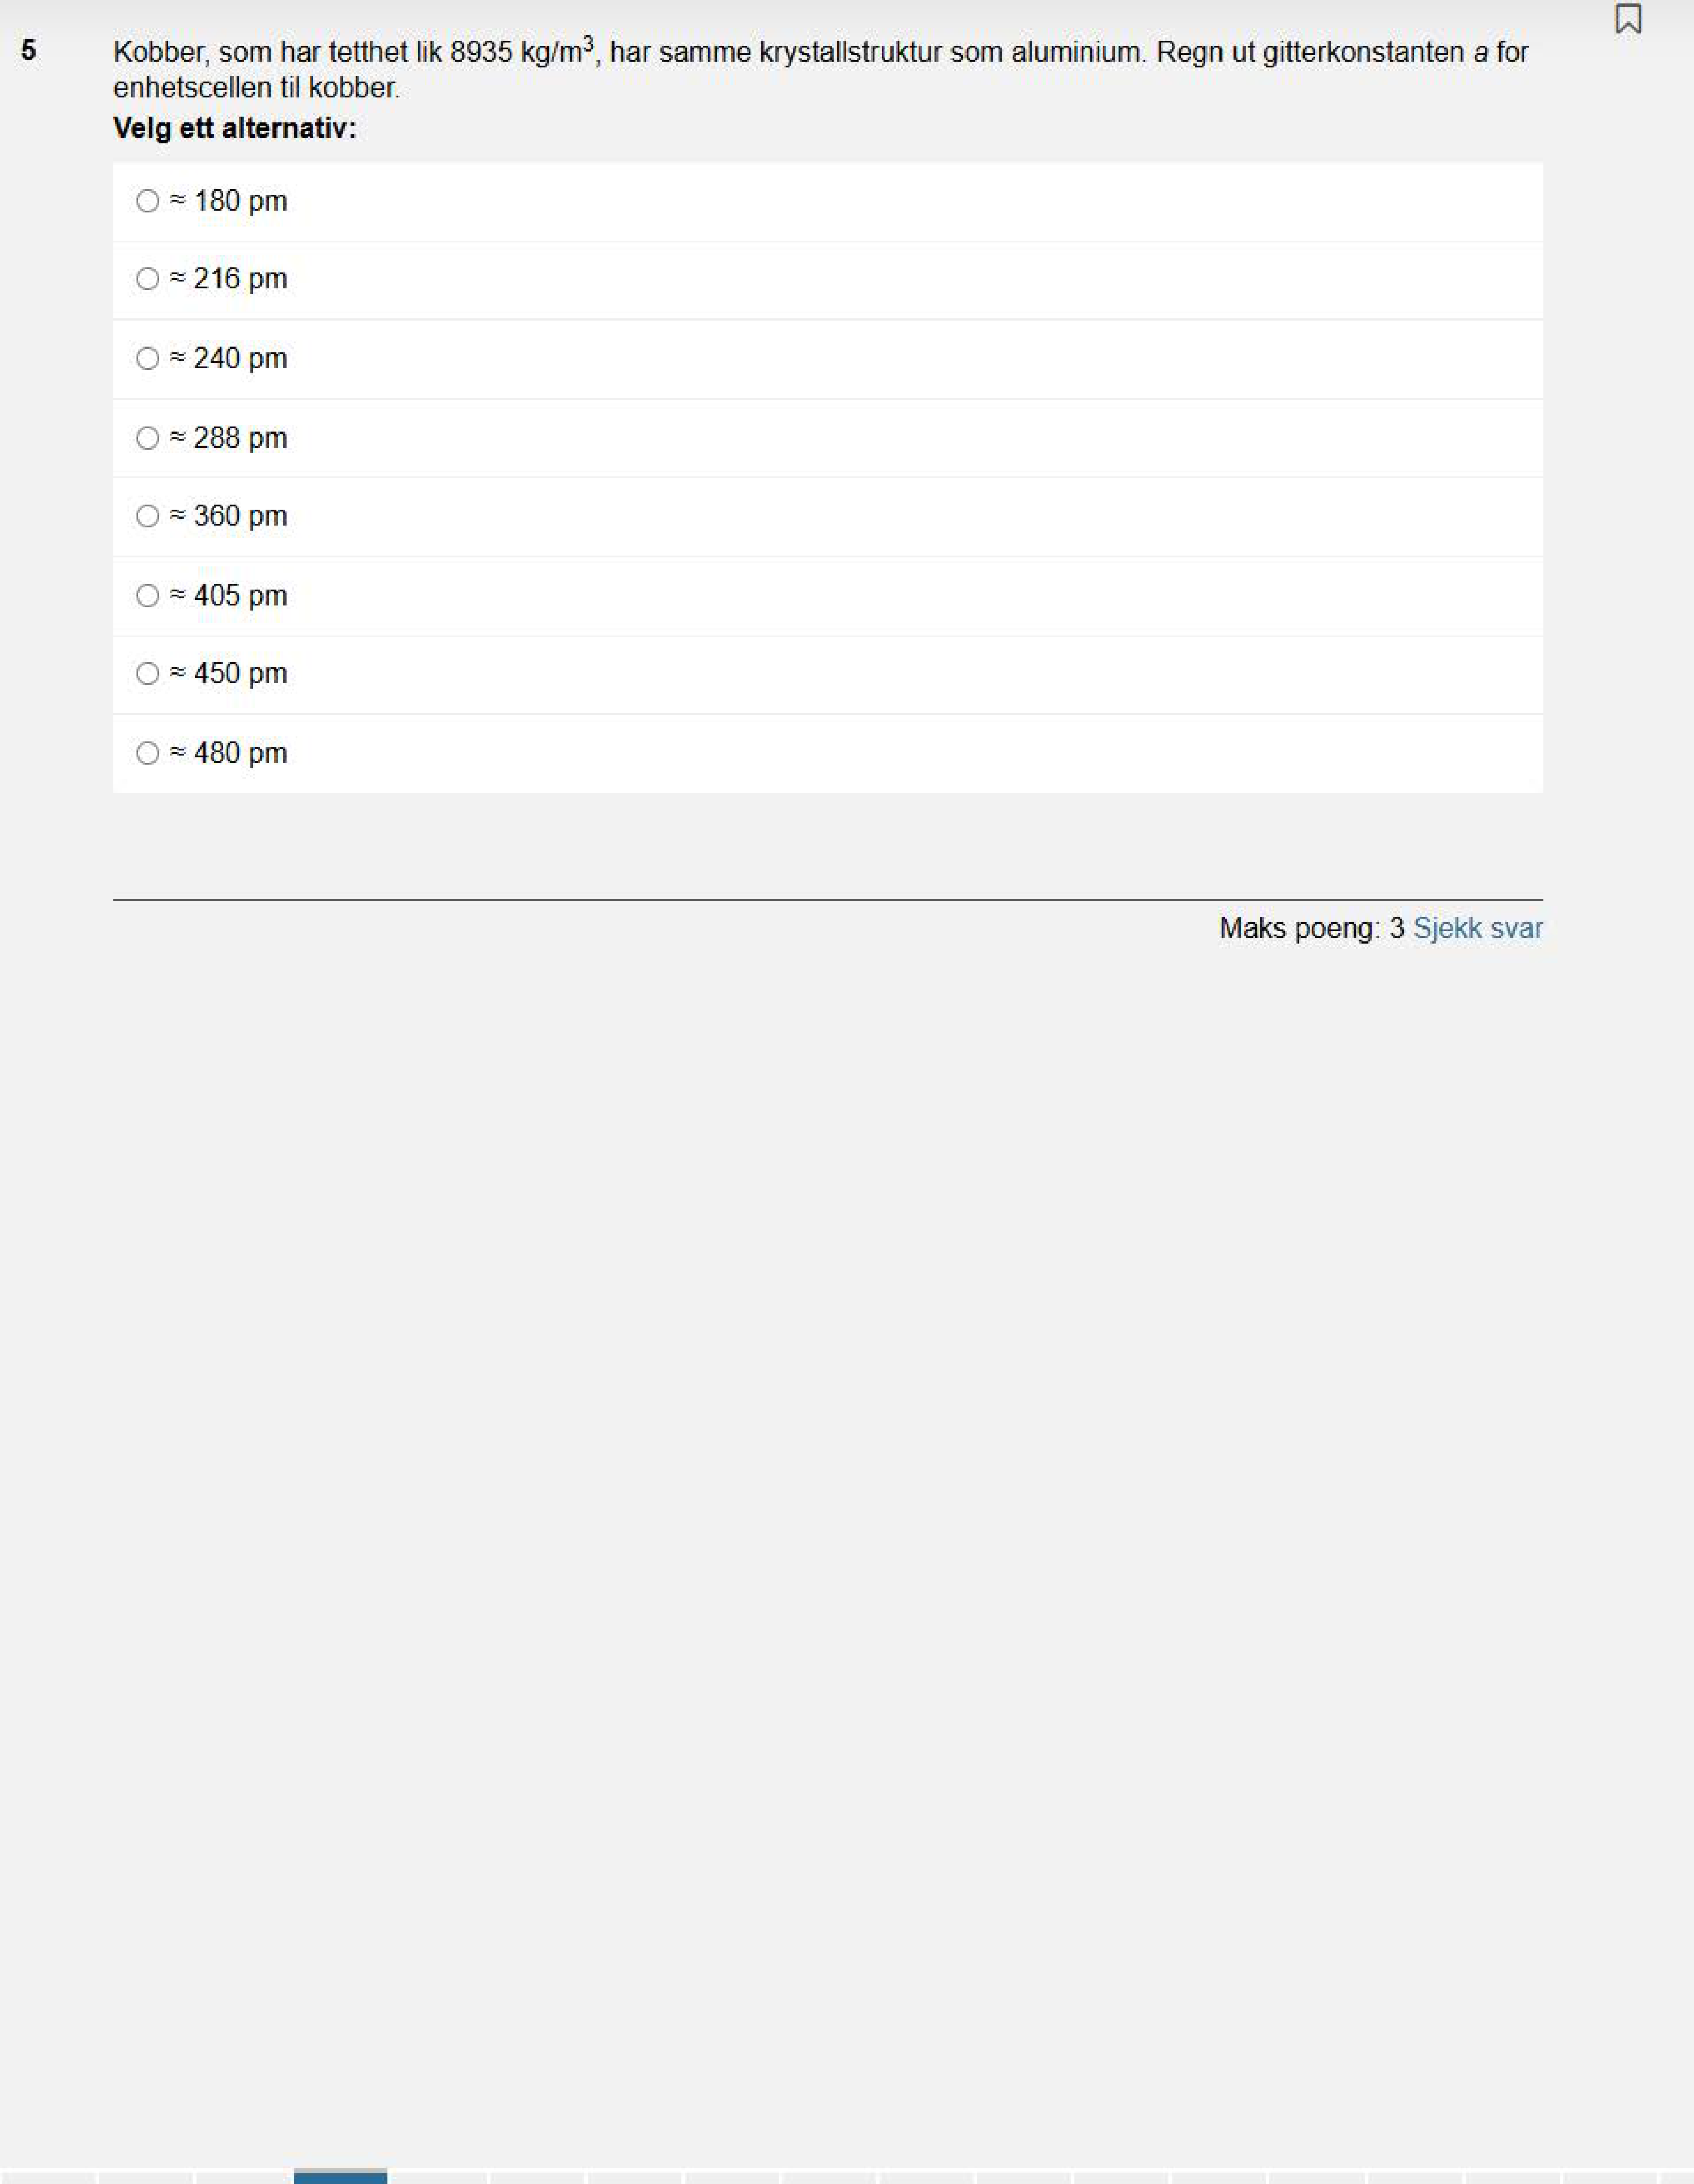 5 Kobber, som har tetthet lik 8935 kg/m³, har samme krystallstruktur som aluminium. Regn ut gitterkonstanten a for
enhetscellen til kobber.
Velg ett alternativ:
≈ 180 pm
≈ 216 pm
≈ 240 pm
≈ 288 pm
≈ 360 pm
≈ 405 pm
≈ 450 pm
≈ 480 pm
Maks poeng: 3 Sjekk svar